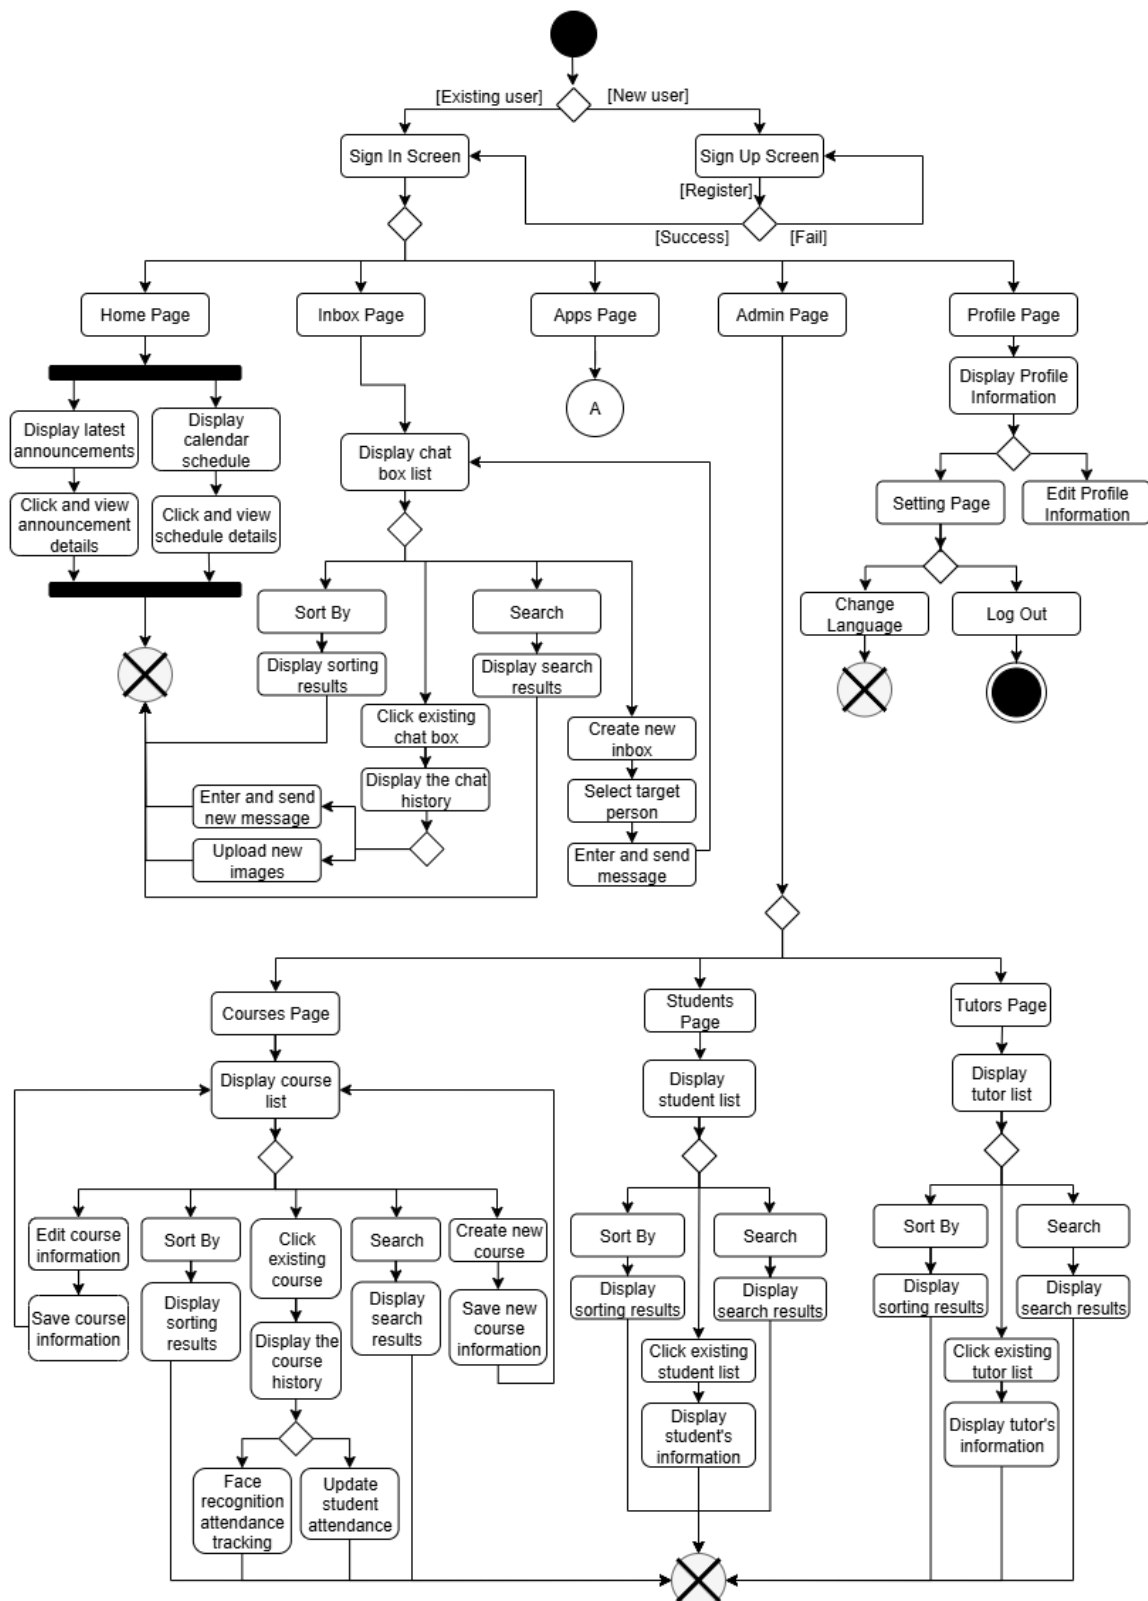 [Existing user]
[New user]
Sign In Screen
Sign Up Screen
[Register]
[Success]
[Fail]
Home Page
Inbox Page
Apps Page
Admin Page
Profile Page
Display latest
announcements
Display
calendar
schedule
Click and view
announcement
details
Click and view
schedule details
A
Display Profile
Information
Display chat
box list
Setting Page
Edit Profile
Information
Sort By
Search
Change
Language
Log Out
Display sorting
results
Display search
results
Click existing
chat box
Create new
inbox
Display the chat
history
Select target
person
Enter and send
new message
Upload new
images
Enter and send
message
Courses Page
Students
Page
Tutors Page
Display course
list
Display
student list
Display
tutor list
Edit course
information
Sort By
Click
existing
course
Search
Create new
course
Save course
information
Display
sorting
results
Display the
course
history
Display
search
results
Save new
course
information
Face
recognition
attendance
tracking
Update
student
attendance
Sort By
Search
Display
sorting results
Display
search results
Click existing
student list
Display
student's
information
Sort By
Search
Display
sorting results
Display
search results
Click existing
tutor list
Display tutor's
information